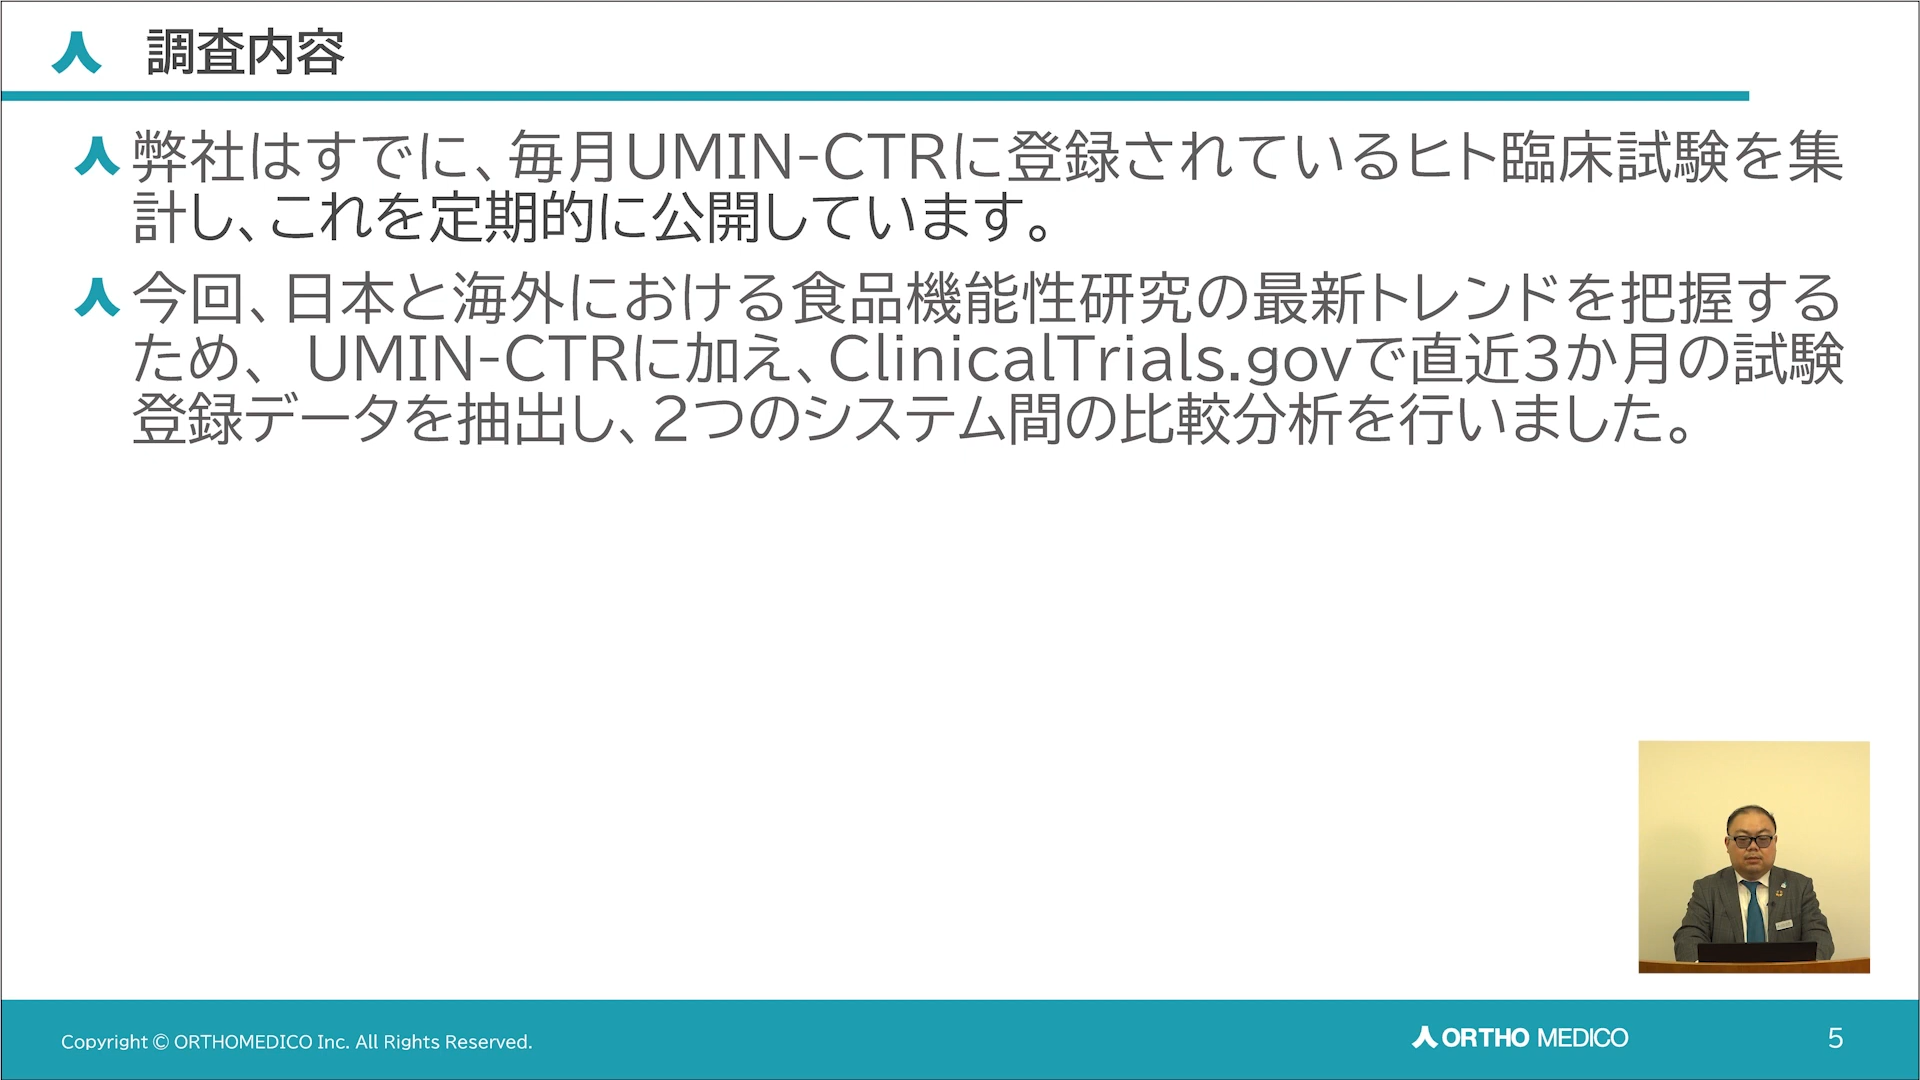 調査内容
弊社はすでに、毎月UMIN-CTRに登録されているヒト臨床試験を集
計し、これを定期的に公開しています。
今回、日本と海外における食品機能性研究の最新トレンドを把握する
ため、 UMIN-CTRに加え、ClinicalTrials.govで直近3か月の試験
登録データを抽出し、2つのシステム間の比較分析を行いました。
Copyright © ORTHOMEDICO Inc. All Rights Reserved.
ORTHO MEDICO
5